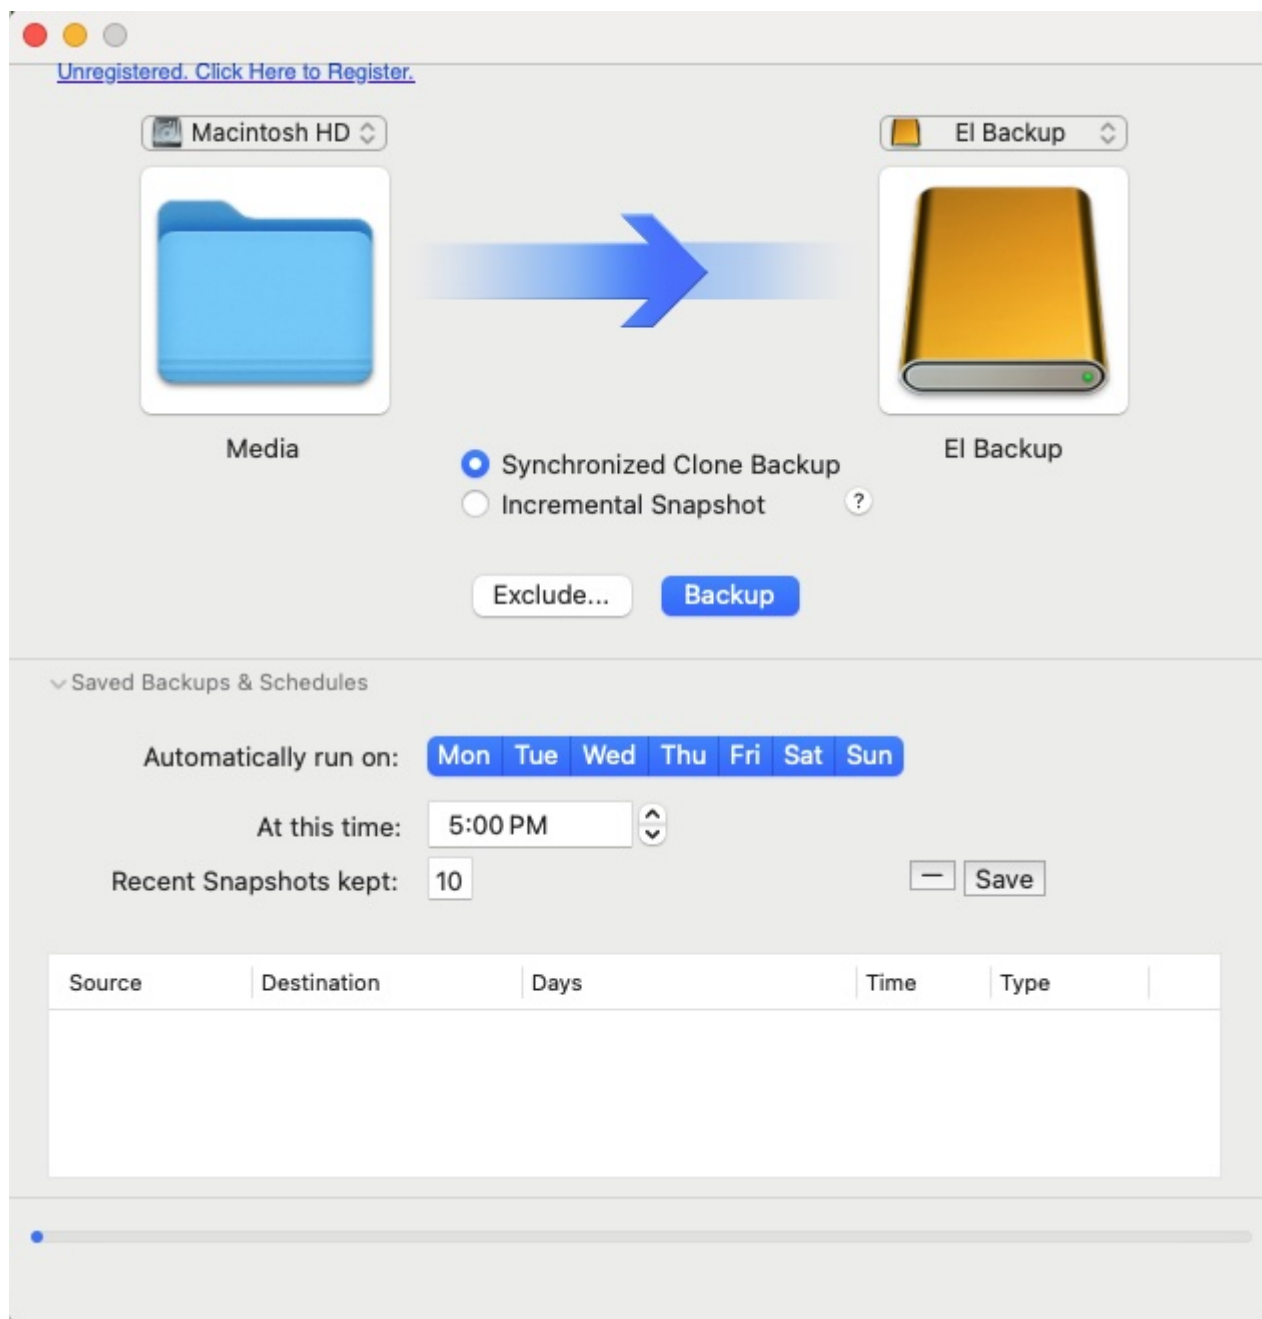 Unregistered. Click Here to Register.
Macintosh HD
El Backup
Media
El Backup
Synchronized Clone Backup
Incremental Snapshot ?
Exclude... Backup
Saved Backups & Schedules
Automatically run on: Mon Tue Wed Thu Fri Sat Sun
At this time: 5:00 PM
Recent Snapshots kept: 10 — Save
Source Destination Days Time Type